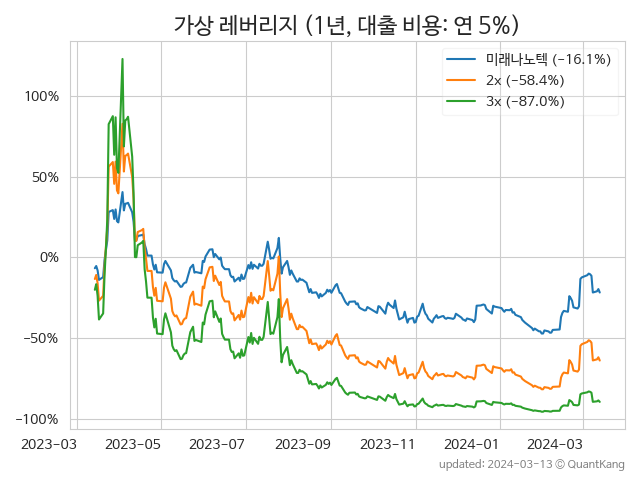 가상 레버리지 (1년, 대출 비용: 연 5%)
미래나노텍 (−16.1%)
2x (−58.4%)
3x (−87.0%)
100%
50%
0%
−50%
−100%
2023−03 2023−05 2023−07 2023−09 2023−11 2024−01 2024−03
updated: 2024-03-13 © QuantKang